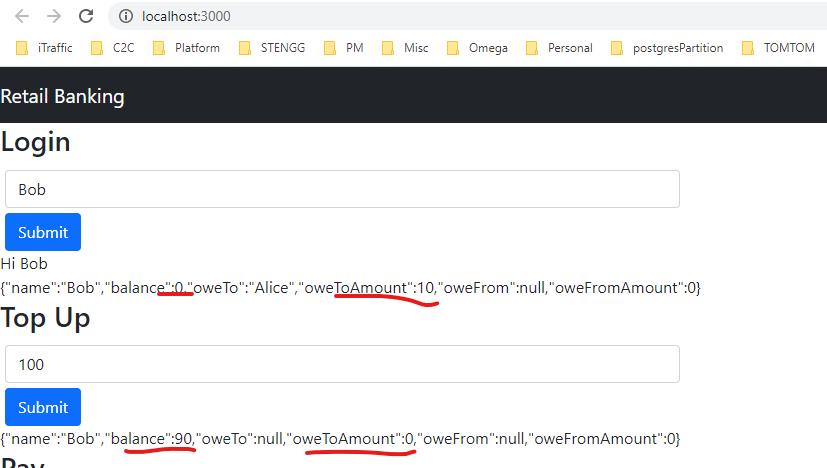 localhost:3000
iTraffic C2C Platform STENGG PM Misc Omega Personal postgresPartition TOMTOM
Retail Banking
Login
Bob
Submit
Hi Bob
{"name":"Bob","balance":0,"oweTo":"Alice","oweToAmount":10,"oweFrom":null,"oweFromAmount":0}
Top Up
100
Submit
{"name":"Bob","balance":90,"oweTo":null,"oweToAmount":0,"oweFrom":null,"oweFromAmount":0}
Pay